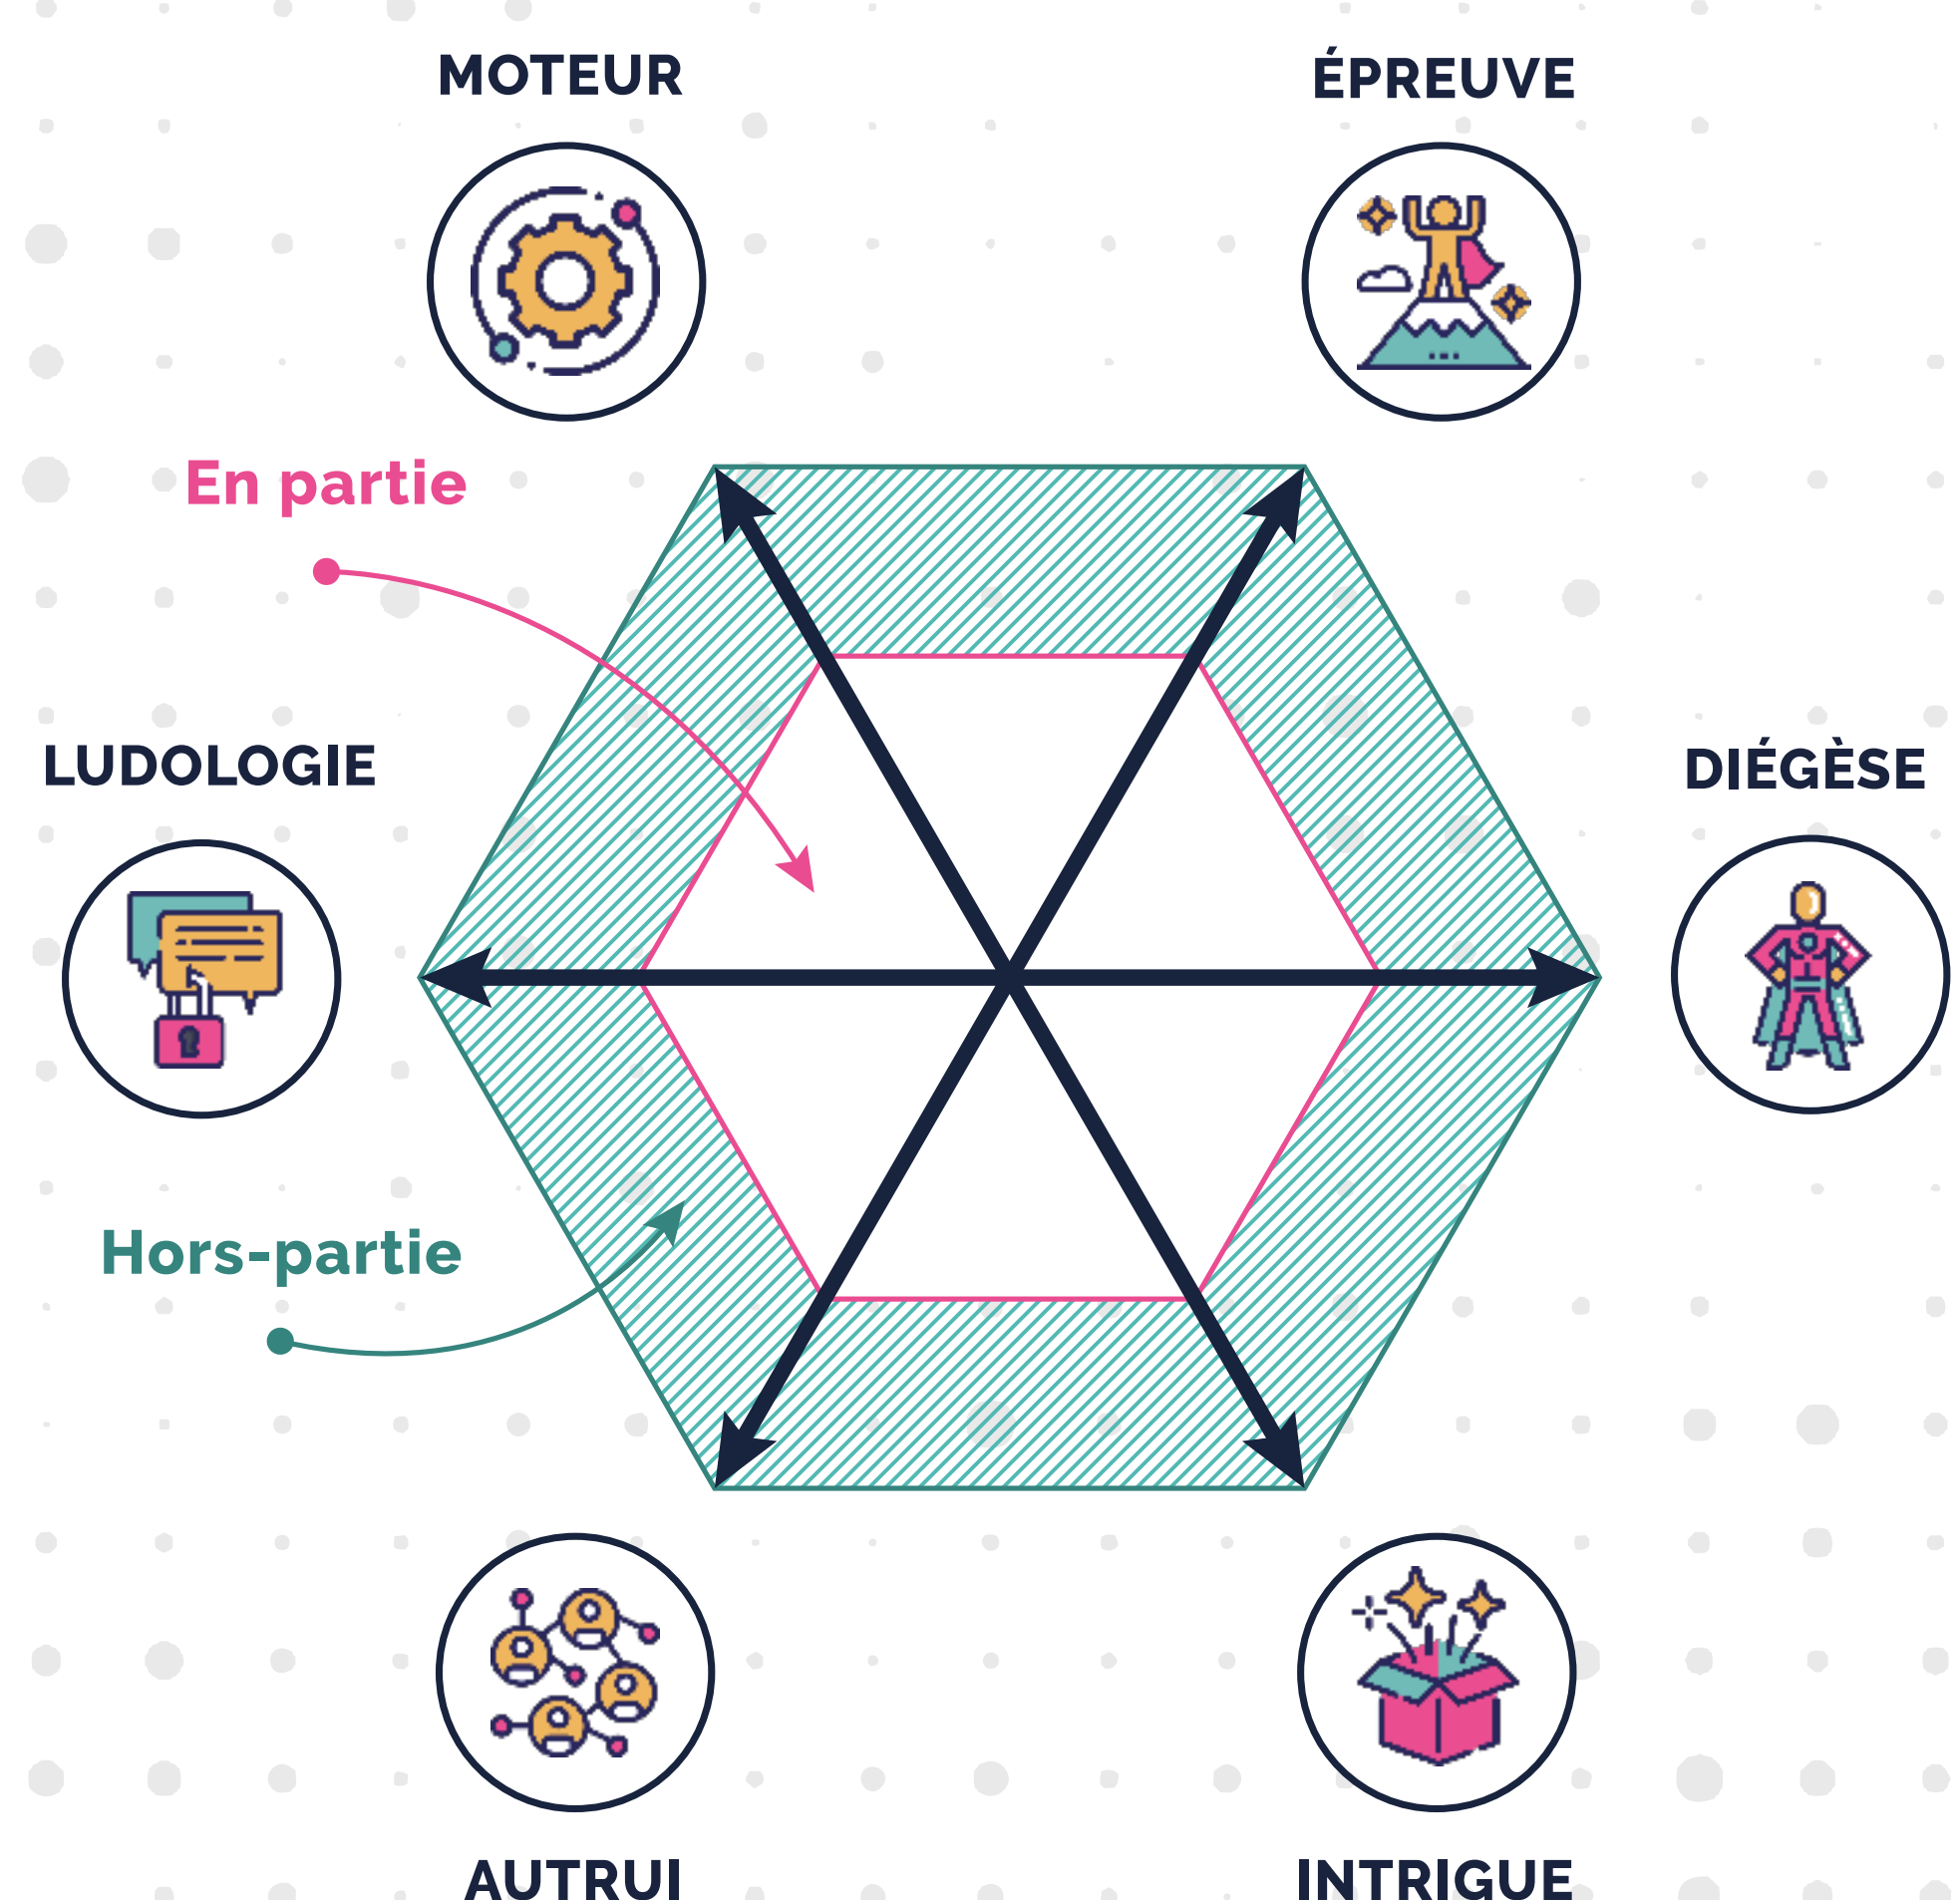 MOTEUR
ÉPREUVE
En partie
LUDOLOGIE
DIÉGÈSE
Hors-partie
AUTRUI
INTRIGUE